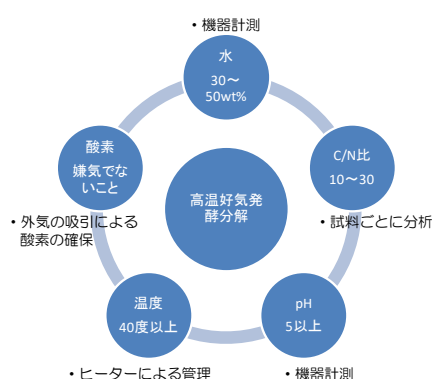 ・機器計測
水
30～
50wt%
酸素
嫌気でな
いこと
C/N比
10～30
高温好気発
酵分解
・外気の吸引による
酸素の確保
・試料ごとに分析
温度
40度以上
pH
5以上
・ヒーターによる管理
・機器計測